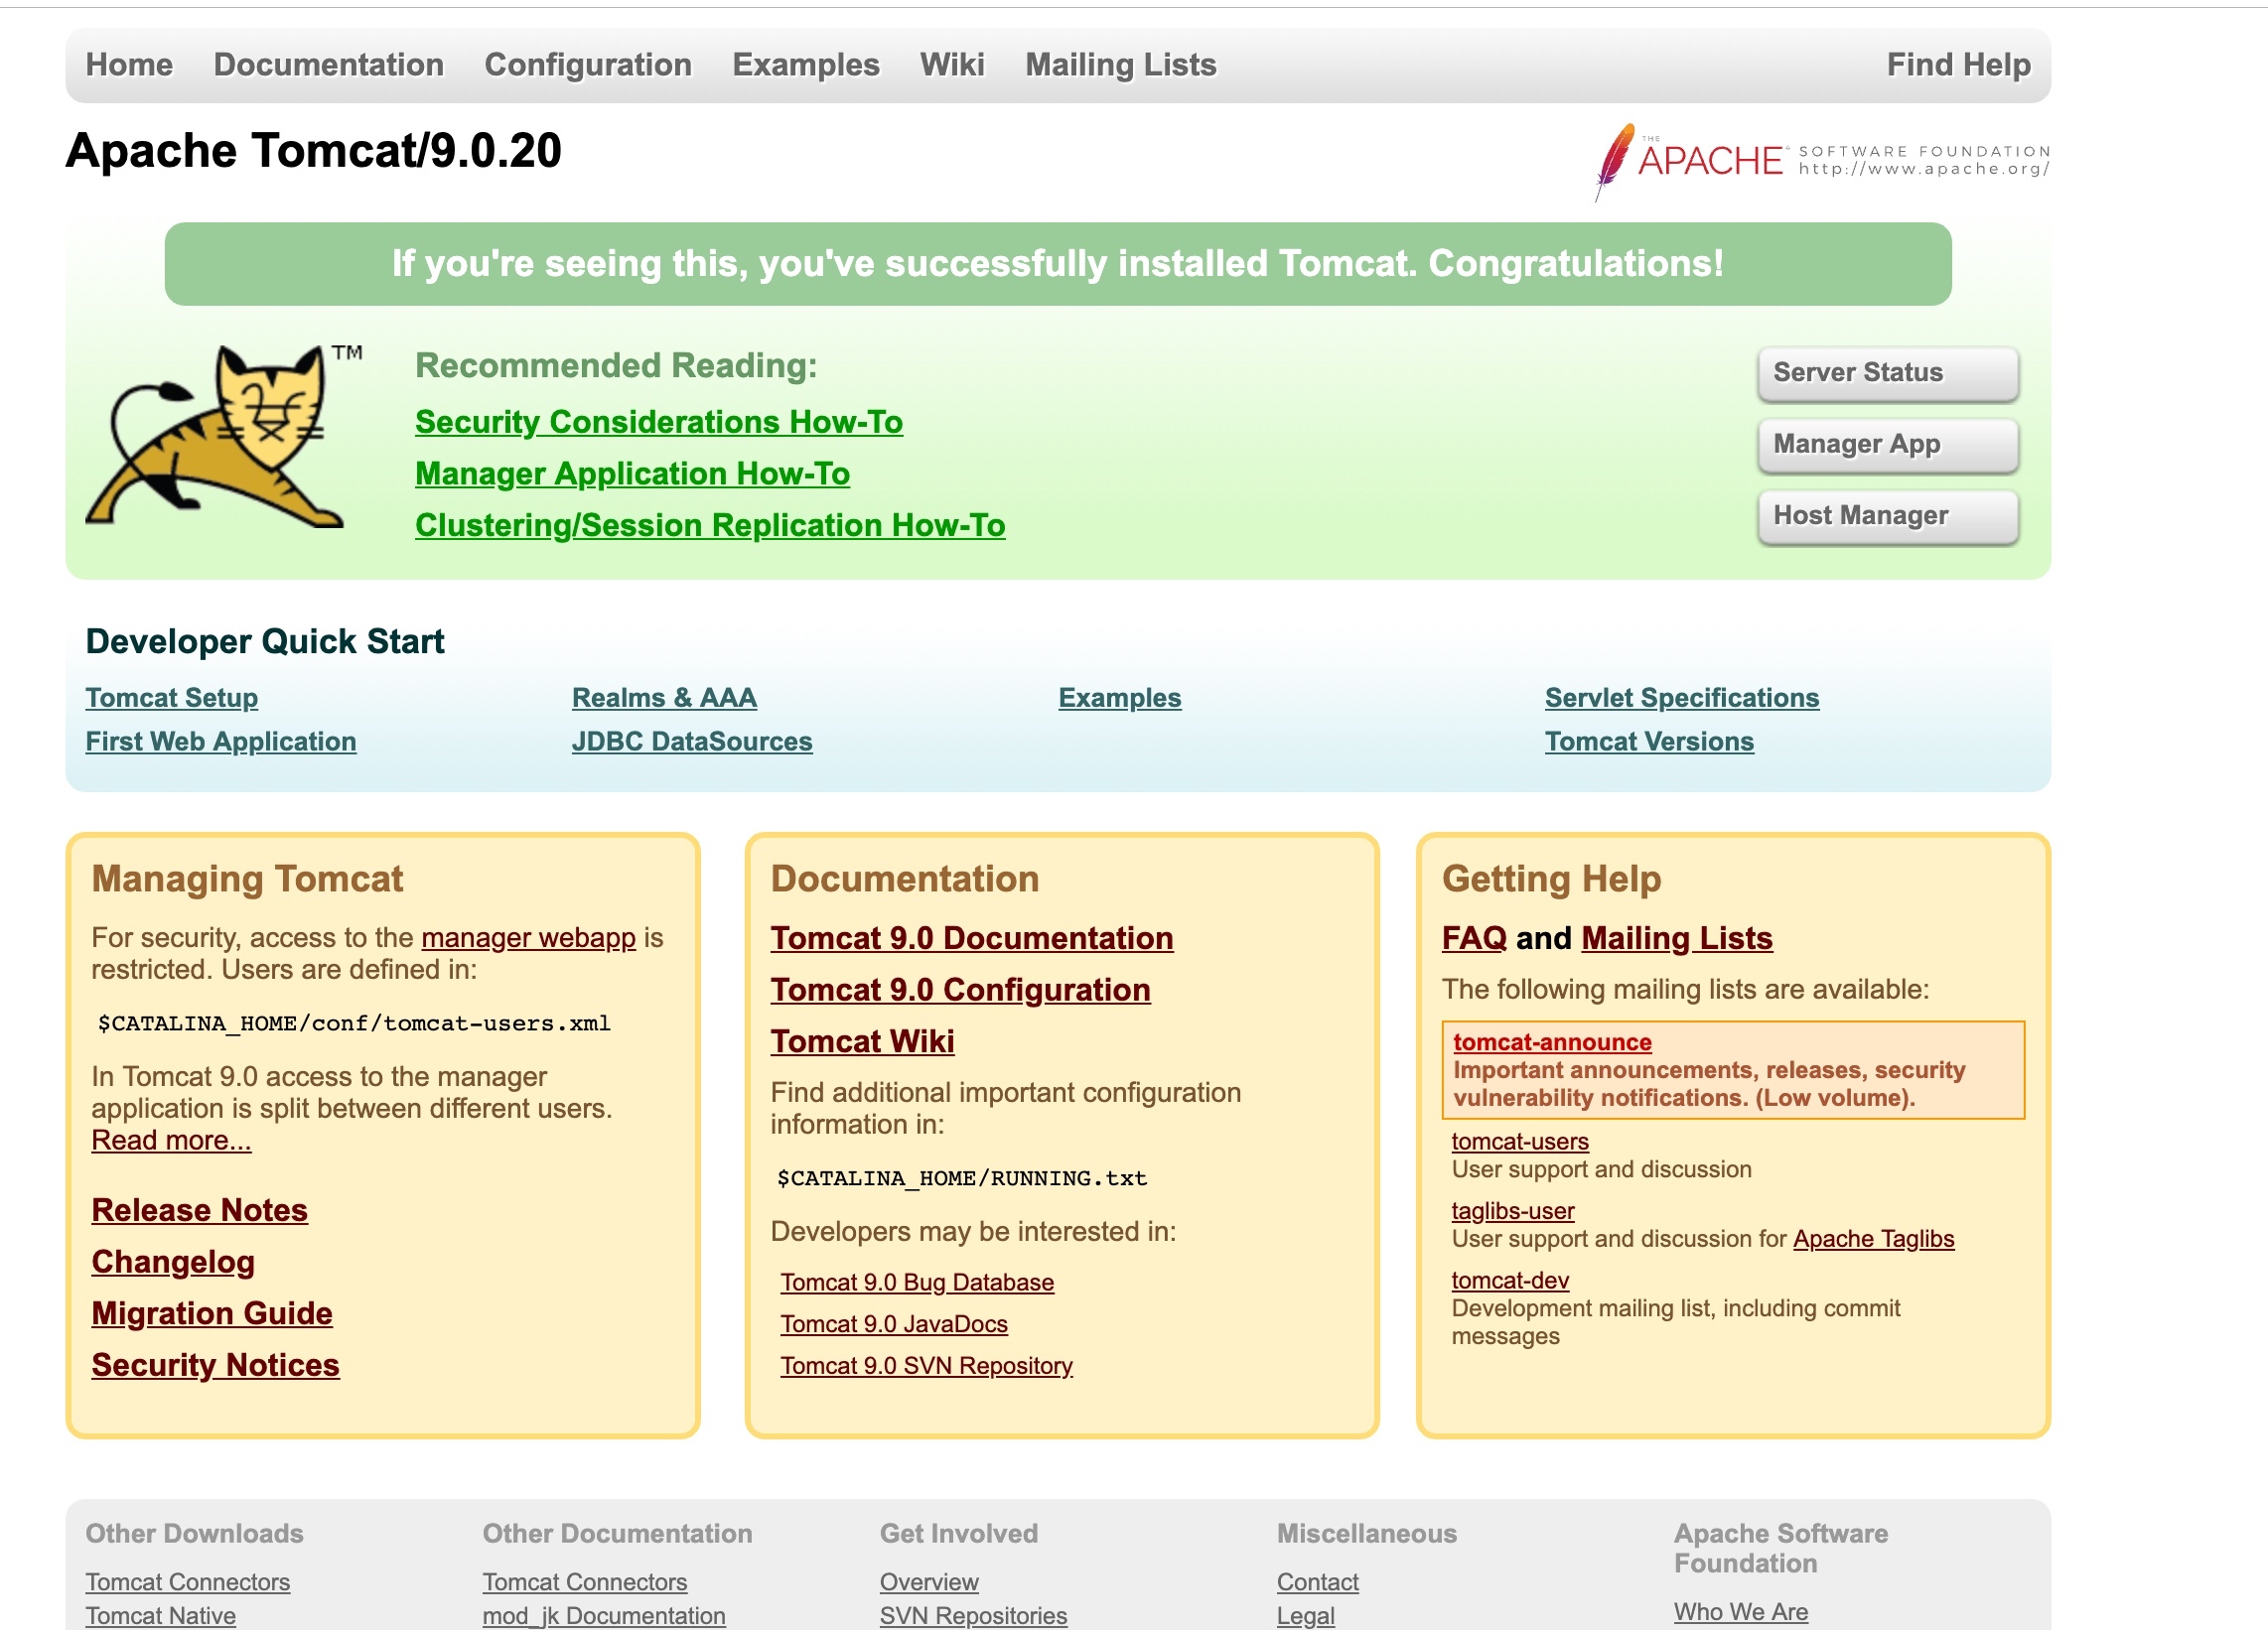 Home Documentation Configuration Examples Wiki Mailing Lists Find Help
Apache Tomcat/9.0.20
THE
APACHE® SOFTWARE FOUNDATION
http://www.apache.org/
If you're seeing this, you've successfully installed Tomcat. Congratulations!
TM
Recommended Reading:
Security Considerations How-To
Manager Application How-To
Clustering/Session Replication How-To
Server Status
Manager App
Host Manager
Developer Quick Start
Tomcat Setup
First Web Application
Realms & AAA
JDBC DataSources
Examples
Servlet Specifications
Tomcat Versions
Managing Tomcat
For security, access to the manager webapp is
restricted. Users are defined in:
$CATALINA_HOME/conf/tomcat-users.xml
In Tomcat 9.0 access to the manager
application is split between different users.
Read more...
Release Notes
Changelog
Migration Guide
Security Notices
Documentation
Tomcat 9.0 Documentation
Tomcat 9.0 Configuration
Tomcat Wiki
Find additional important configuration
information in:
$CATALINA_HOME/RUNNING.txt
Developers may be interested in:
Tomcat 9.0 Bug Database
Tomcat 9.0 JavaDocs
Tomcat 9.0 SVN Repository
Getting Help
FAQ and Mailing Lists
The following mailing lists are available:
tomcat-announce
Important announcements, releases, security
vulnerability notifications. (Low volume).
tomcat-users
User support and discussion
taglibs-user
User support and discussion for Apache Taglibs
tomcat-dev
Development mailing list, including commit
messages
Other Downloads
Tomcat Connectors
Tomcat Native
Other Documentation
Tomcat Connectors
mod_jk Documentation
Get Involved
Overview
SVN Repositories
Miscellaneous
Contact
Legal
Apache Software
Foundation
Who We Are